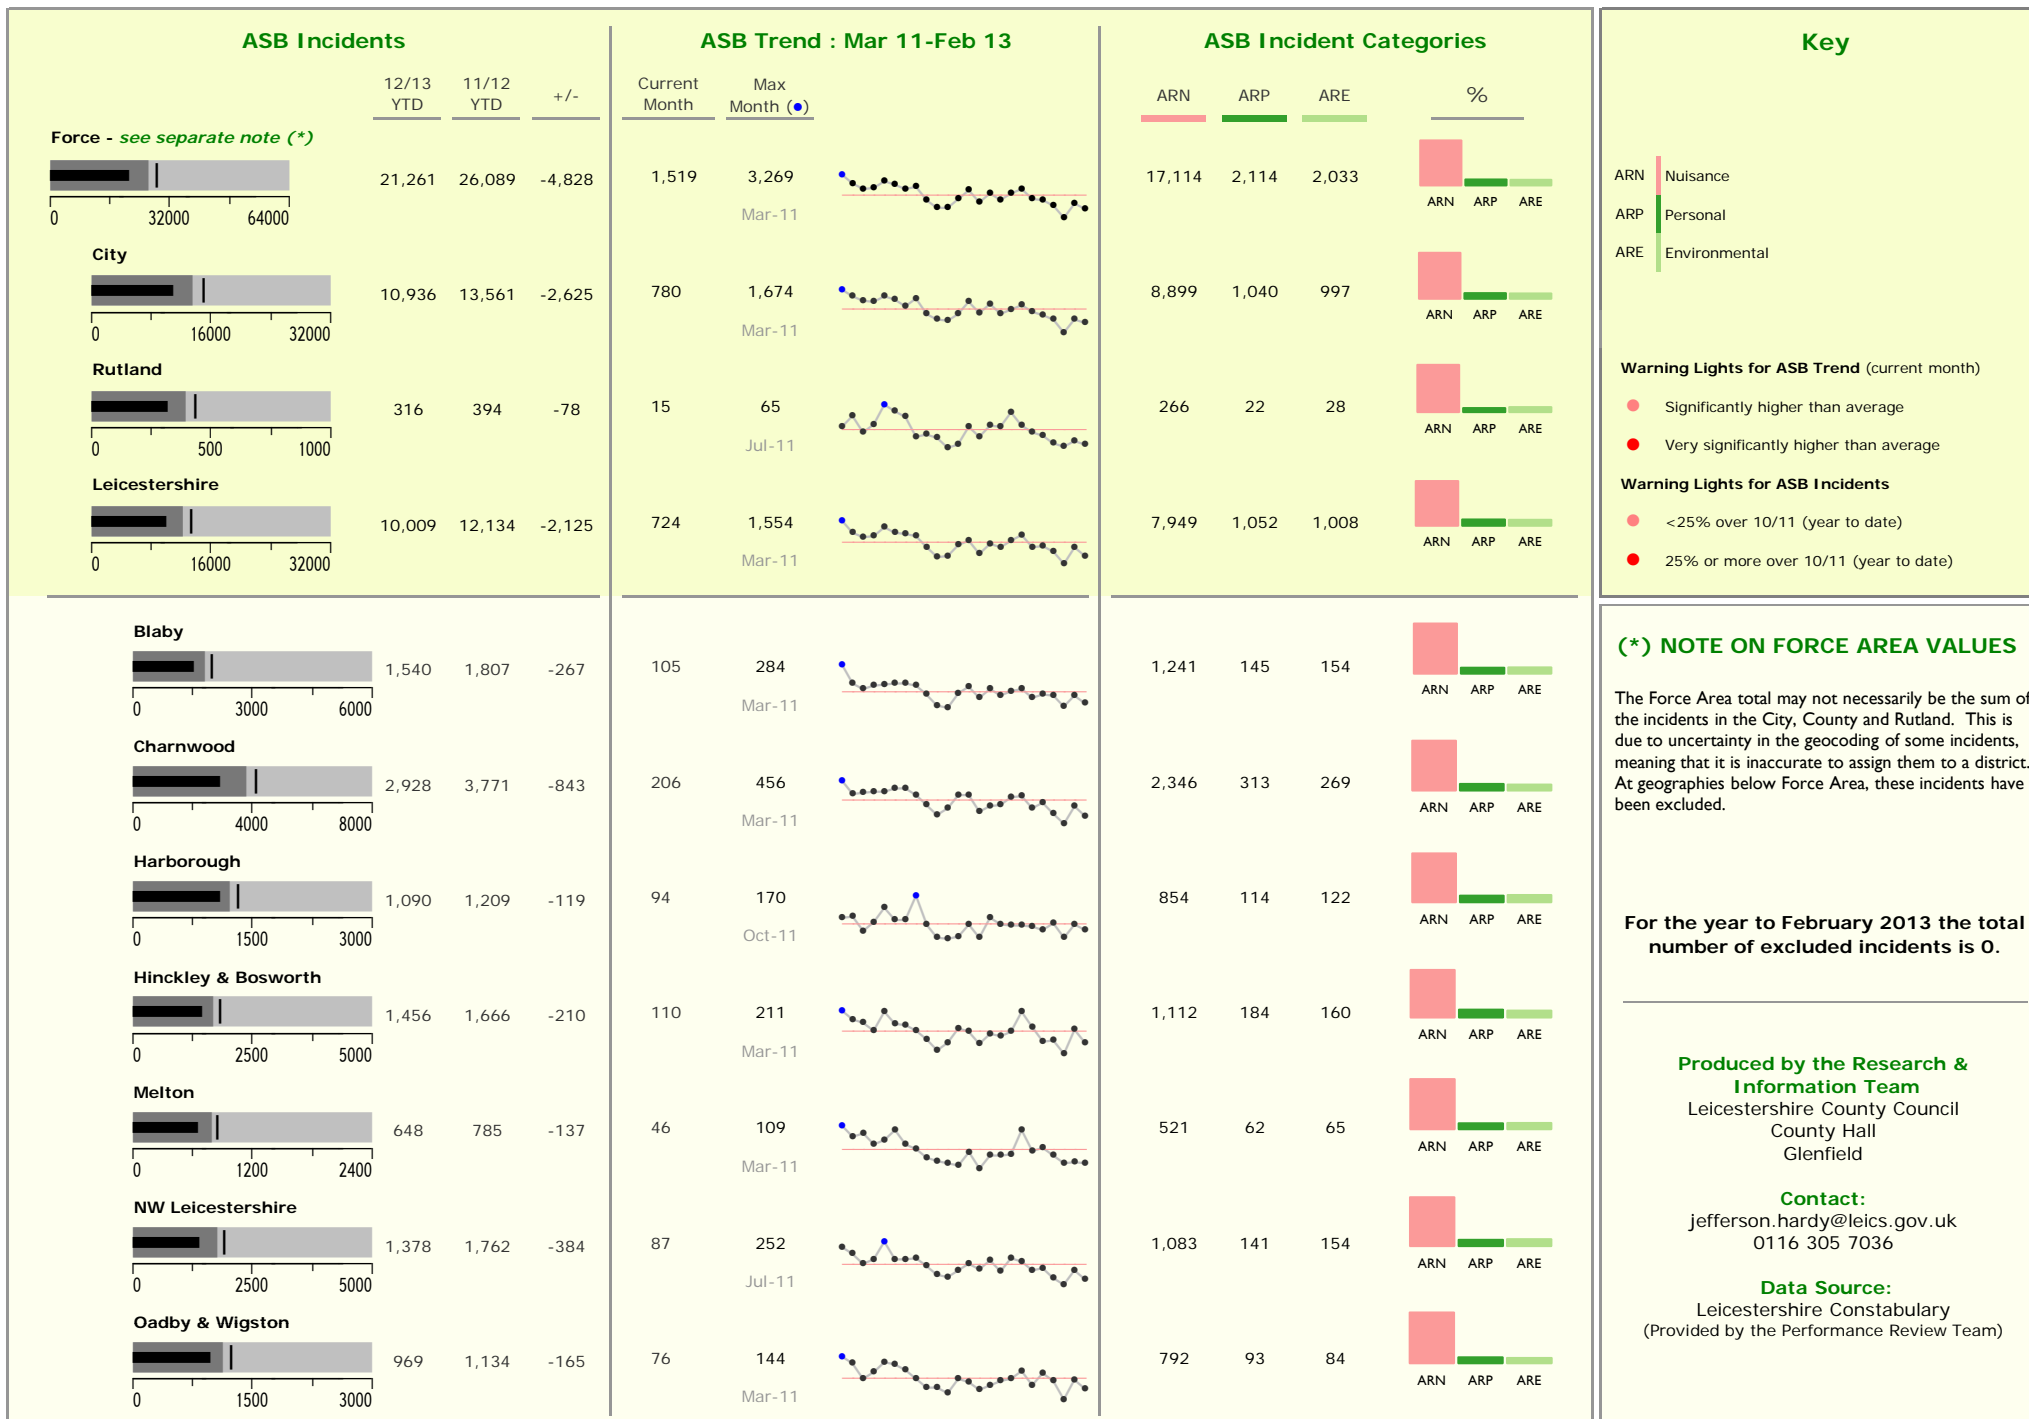 ASB Incidents
12/13 YTD 11/12 YTD +/-
Force - see separate note (*)
21,261 26,089 -4,828
0 32000 64000
City
10,936 13,561 -2,625
0 16000 32000
Rutland
316 394 -78
0 500 1000
Leicestershire
10,009 12,134 -2,125
0 16000 32000
Blaby
1,540 1,807 -267
0 3000 6000
Charnwood
2,928 3,771 -843
0 4000 8000
Harborough
1,090 1,209 -119
0 1500 3000
Hinckley & Bosworth
1,456 1,666 -210
0 2500 5000
Melton
648 785 -137
0 1200 2400
NW Leicestershire
1,378 1,762 -384
0 2500 5000
Oadby & Wigston
969 1,134 -165
0 1500 3000
ASB Trend : Mar 11-Feb 13
Current Month Max Month (●)
1,519 3,269
Mar-11
780 1,674
Mar-11
15 65
Jul-11
724 1,554
Mar-11
105 284
Mar-11
206 456
Mar-11
94 170
Oct-11
110 211
Mar-11
46 109
Mar-11
87 252
Jul-11
76 144
Mar-11
ASB Incident Categories
ARN ARP ARE %
17,114 2,114 2,033
ARN ARP ARE
8,899 1,040 997
ARN ARP ARE
266 22 28
ARN ARP ARE
7,949 1,052 1,008
ARN ARP ARE
1,241 145 154
ARN ARP ARE
2,346 313 269
ARN ARP ARE
854 114 122
ARN ARP ARE
1,112 184 160
ARN ARP ARE
521 62 65
ARN ARP ARE
1,083 141 154
ARN ARP ARE
792 93 84
ARN ARP ARE
Key
ARN Nuisance
ARP Personal
ARE Environmental
Warning Lights for ASB Trend (current month)
Significantly higher than average
Very significantly higher than average
Warning Lights for ASB Incidents
<25% over 10/11 (year to date)
25% or more over 10/11 (year to date)
(*) NOTE ON FORCE AREA VALUES
The Force Area total may not necessarily be the sum of
the incidents in the City, County and Rutland. This is
due to uncertainty in the geocoding of some incidents,
meaning that it is inaccurate to assign them to a district.
At geographies below Force Area, these incidents have
been excluded.
For the year to February 2013 the total
number of excluded incidents is 0.
Produced by the Research &
Information Team
Leicestershire County Council
County Hall
Glenfield
Contact:
jefferson.hardy@leics.gov.uk
0116 305 7036
Data Source:
Leicestershire Constabulary
(Provided by the Performance Review Team)